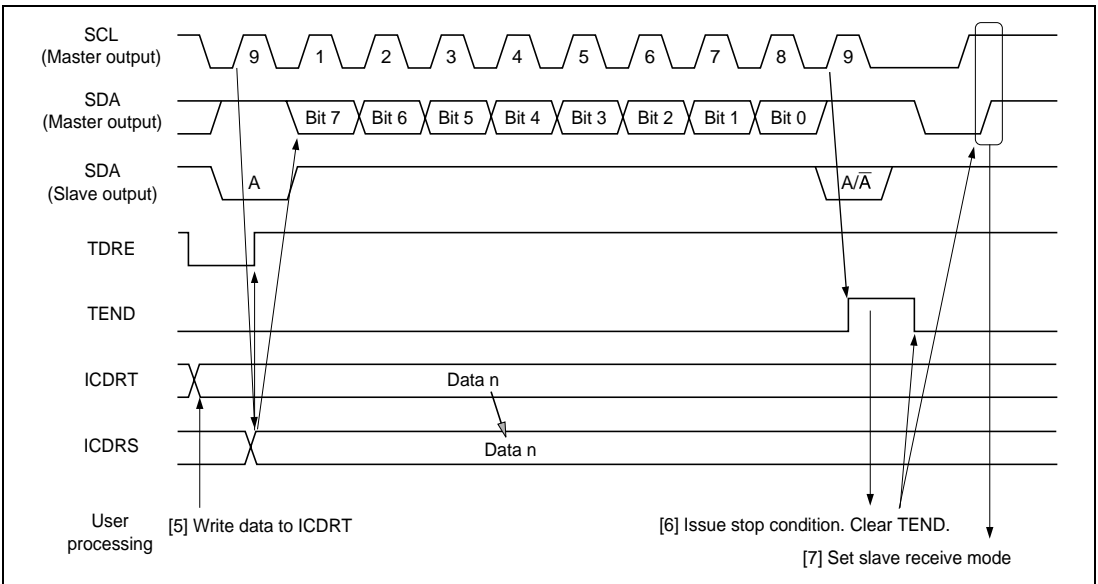 SCL
(Master output)
9 1 2 3 4 5 6 7 8 9
SDA
(Master output)
Bit 7 Bit 6 Bit 5 Bit 4 Bit 3 Bit 2 Bit 1 Bit 0
SDA
(Slave output)
A A/A̅
TDRE
TEND
ICDRT
Data n
ICDRS
Data n
User
processing
[5] Write data to ICDRT
[6] Issue stop condition. Clear TEND.
[7] Set slave receive mode